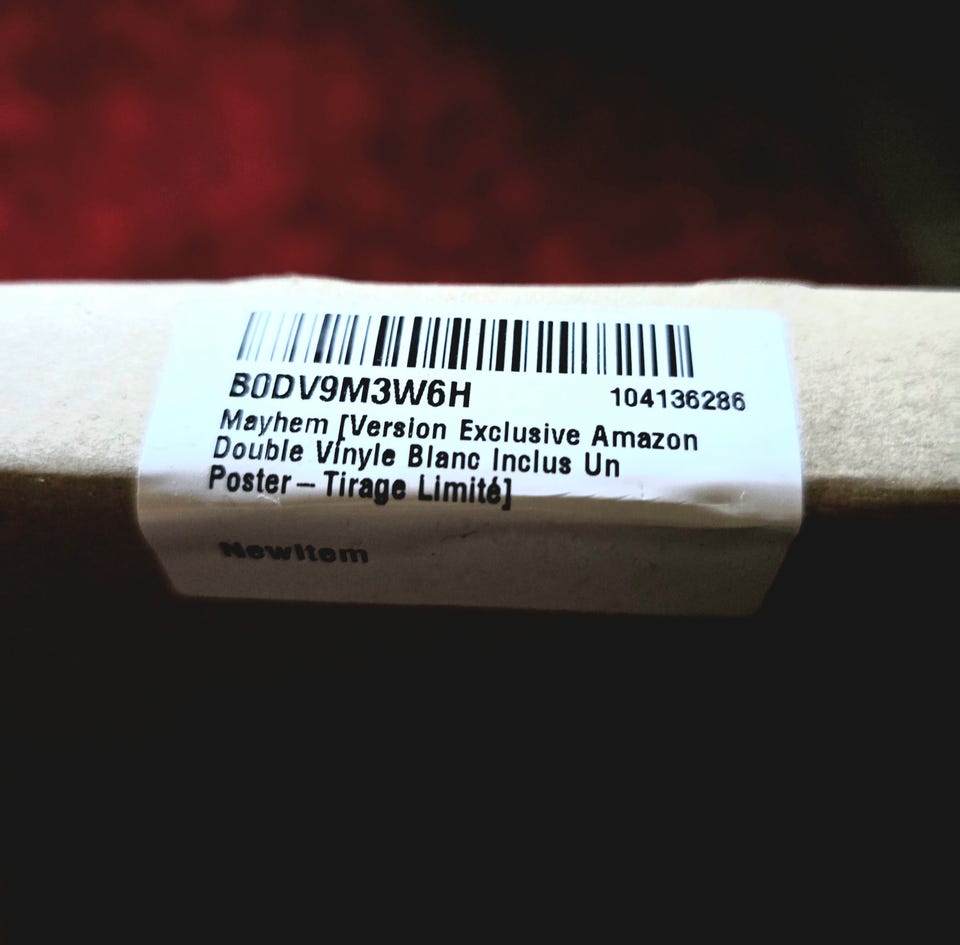 B0DV9M3W6H 104136286
Mayhem [Version Exclusive Amazon
Double Vinyle Blanc Inclus Un
Poster – Tirage Limité]
NewItem